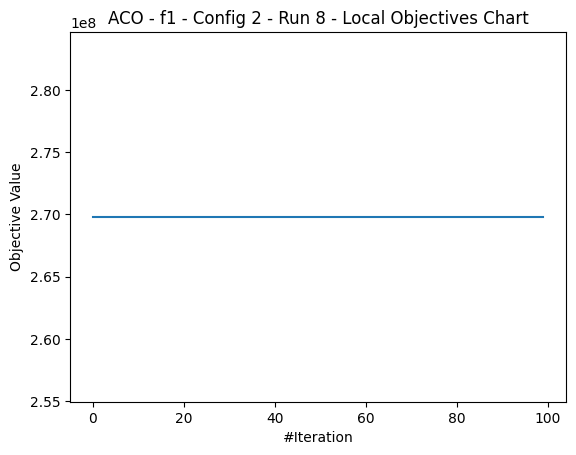 ACO - f1 - Config 2 - Run 8 - Local Objectives Chart
1e8
2.80
2.75
2.70
2.65
2.60
2.55
Objective Value
0 20 40 60 80 100
#Iteration